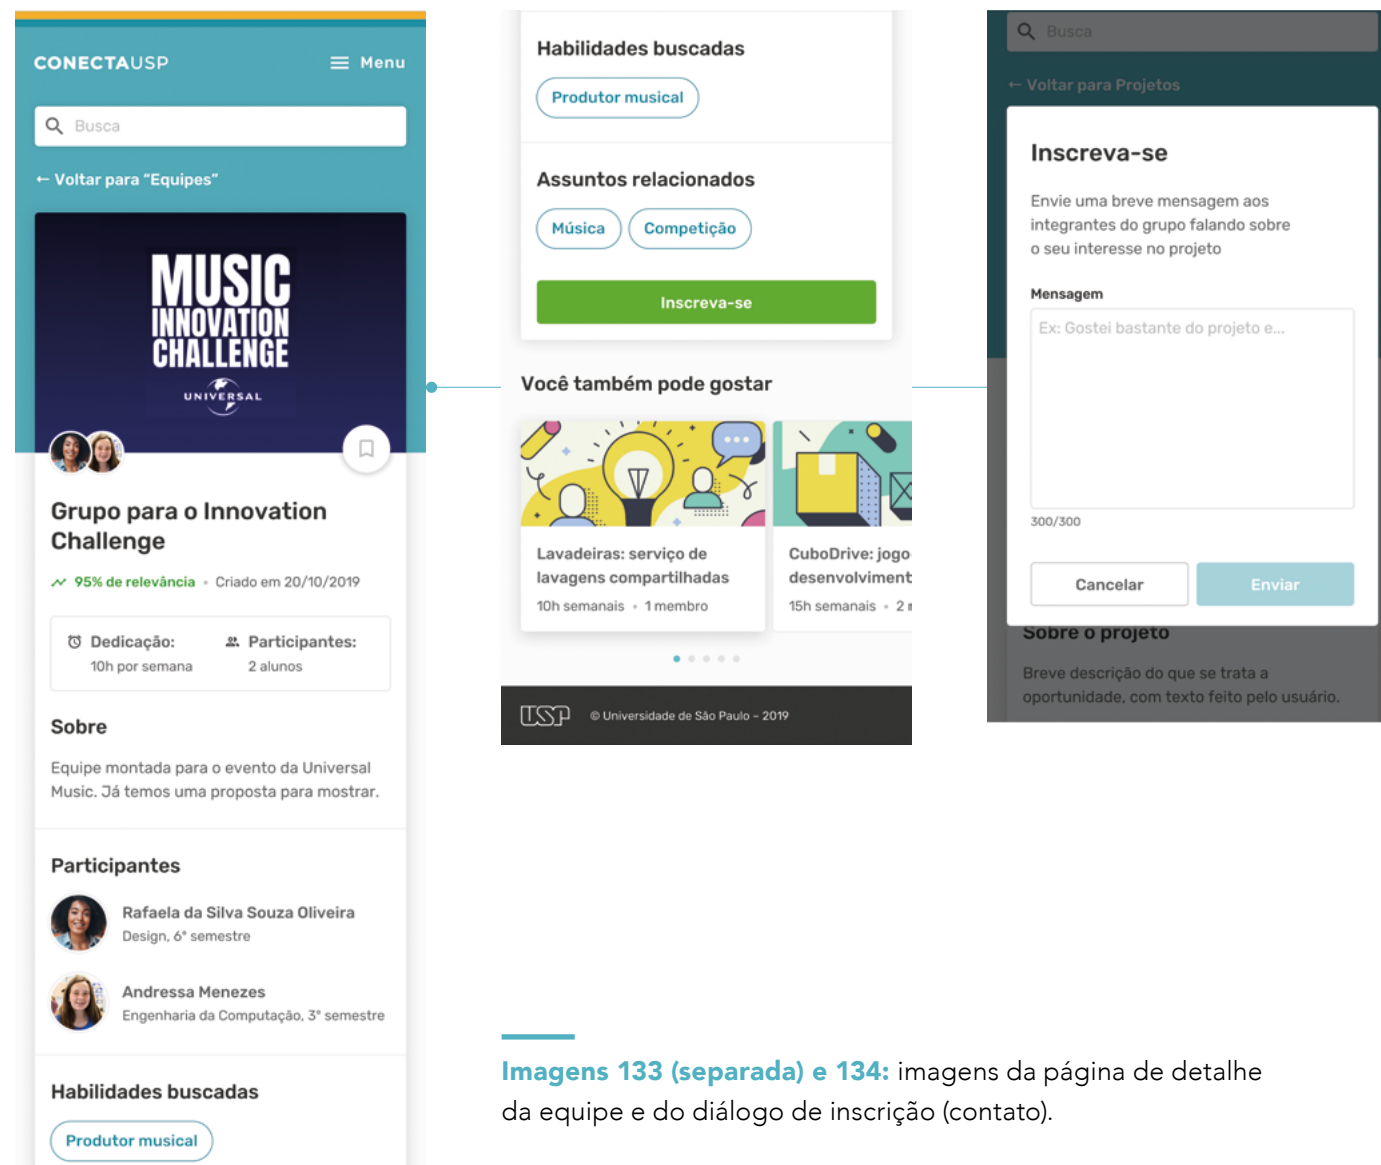 CONECTAUSP
Menu
Busca
← Voltar para “Equipes”
MUSIC
INNOVATION
CHALLENGE
UNIVERSAL
Grupo para o Innovation
Challenge
95% de relevância • Criado em 20/10/2019
Dedicação:
10h por semana
Participantes:
2 alunos
Sobre
Equipe montada para o evento da Universal
Music. Já temos uma proposta para mostrar.
Participantes
Rafaela da Silva Souza Oliveira
Design, 6º semestre
Andressa Menezes
Engenharia da Computação, 3º semestre
Habilidades buscadas
Produtor musical
Habilidades buscadas
Produtor musical
Assuntos relacionados
Música
Competição
Inscreva-se
Você também pode gostar
Lavadeiras: serviço de
lavagens compartilhadas
10h semanais • 1 membro
CuboDrive: jogo
desenvolviment
15h semanais • 2
USP
© Universidade de São Paulo – 2019
Busca
← Voltar para Projetos
Inscreva-se
Envie uma breve mensagem aos
integrantes do grupo falando sobre
o seu interesse no projeto
Mensagem
Ex: Gostei bastante do projeto e...
300/300
Cancelar
Enviar
Sobre o projeto
Breve descrição do que se trata a
oportunidade, com texto feito pelo usuário.
Imagens 133 (separada) e 134: imagens da página de detalhe
da equipe e do diálogo de inscrição (contato).